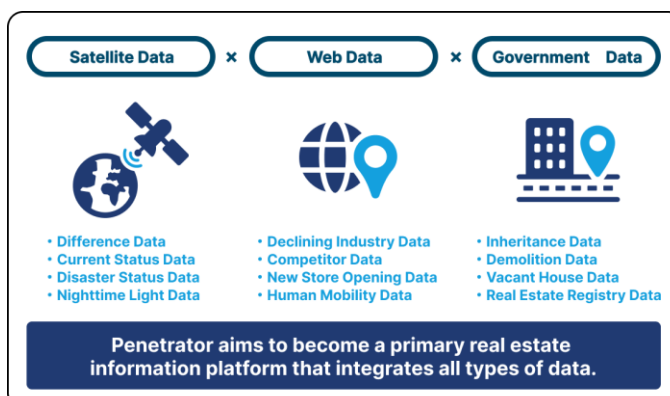 Satellite Data × Web Data × Government Data
• Difference Data
• Current Status Data
• Disaster Status Data
• Nighttime Light Data
• Declining Industry Data
• Competitor Data
• New Store Opening Data
• Human Mobility Data
• Inheritance Data
• Demolition Data
• Vacant House Data
• Real Estate Registry Data
Penetrator aims to become a primary real estate
information platform that integrates all types of data.